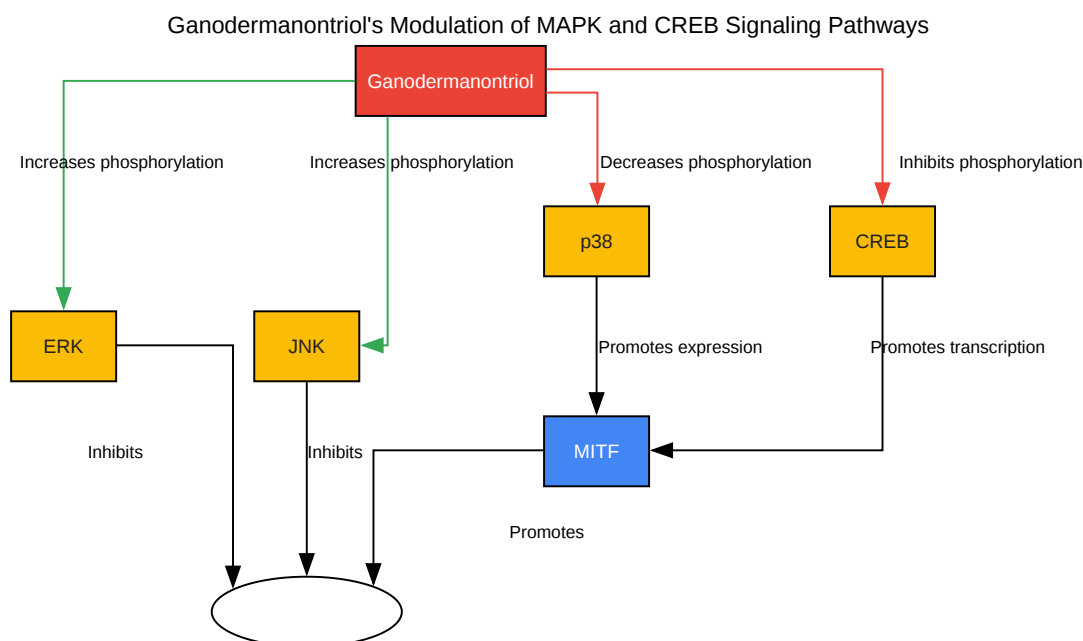 Ganodermanontriol's Modulation of MAPK and CREB Signaling Pathways
Ganodermanontriol
Increases phosphorylation
Increases phosphorylation
Decreases phosphorylation
Inhibits phosphorylation
p38
CREB
ERK
JNK
Promotes expression
Promotes transcription
Inhibits
Inhibits
MITF
Promotes